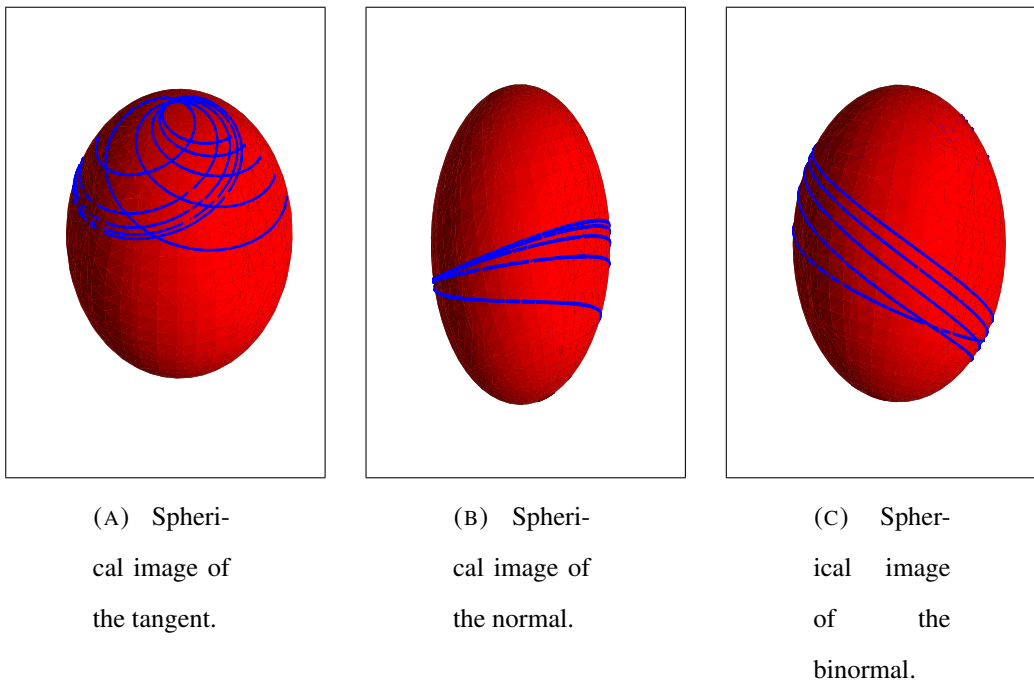 (A) Spheri-
cal image of
the tangent.
(B) Spheri-
cal image of
the normal.
(C) Spher-
ical image
of the
binormal.